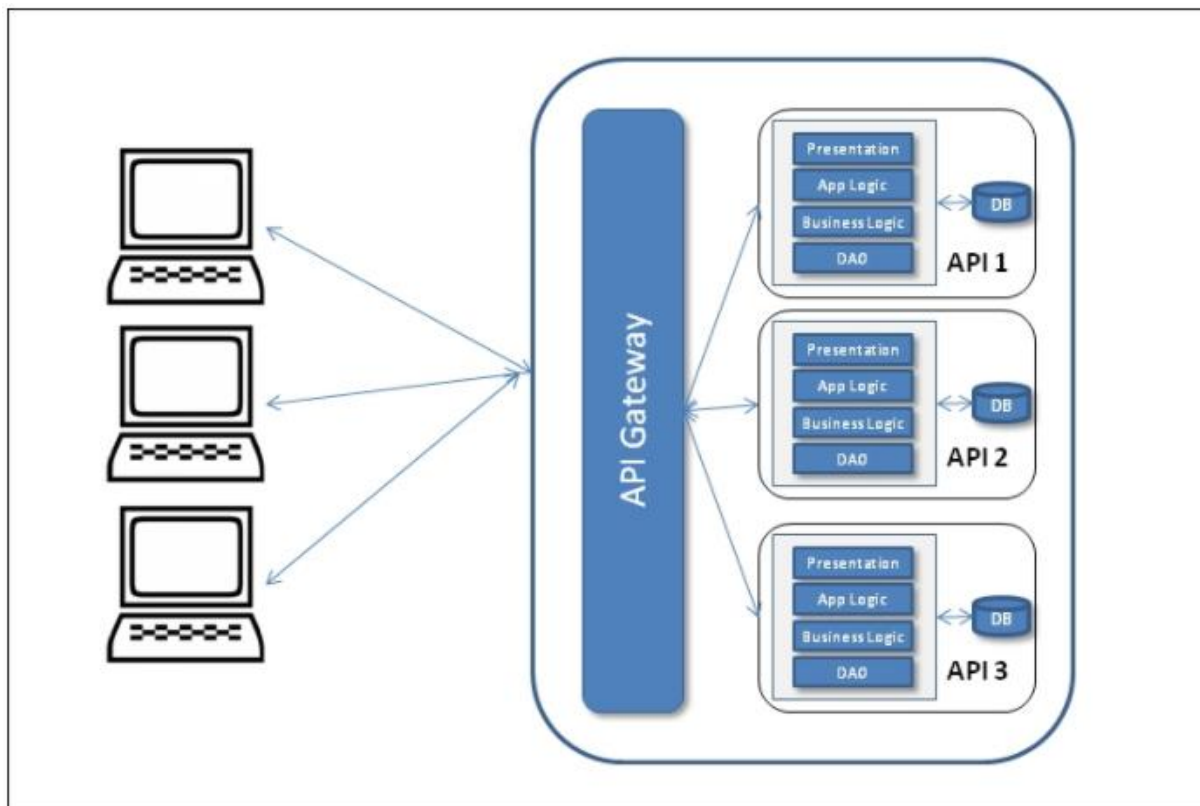 API Gateway
Presentation
App Logic
Business Logic
DAO
DB
API 1
Presentation
App Logic
Business Logic
DAO
DB
API 2
Presentation
App Logic
Business Logic
DAO
DB
API 3